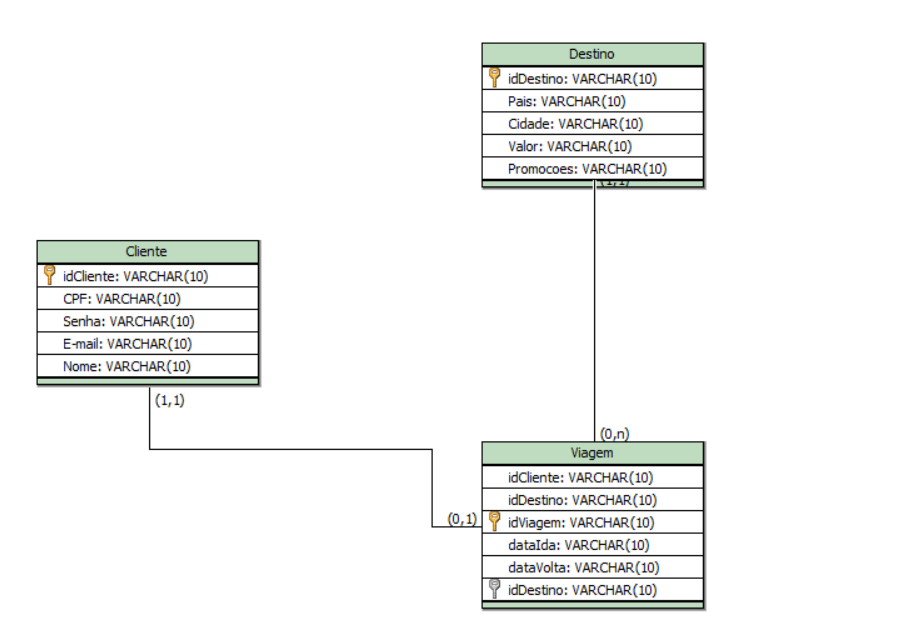 Destino
idDestino: VARCHAR(10)
Pais: VARCHAR(10)
Cidade: VARCHAR(10)
Valor: VARCHAR(10)
Promocoes: VARCHAR(10)
(1,1)
Cliente
idCliente: VARCHAR(10)
CPF: VARCHAR(10)
Senha: VARCHAR(10)
E-mail: VARCHAR(10)
Nome: VARCHAR(10)
(1,1)
(0,n)
Viagem
idCliente: VARCHAR(10)
idDestino: VARCHAR(10)
(0,1)
idViagem: VARCHAR(10)
dataIda: VARCHAR(10)
dataVolta: VARCHAR(10)
idDestino: VARCHAR(10)